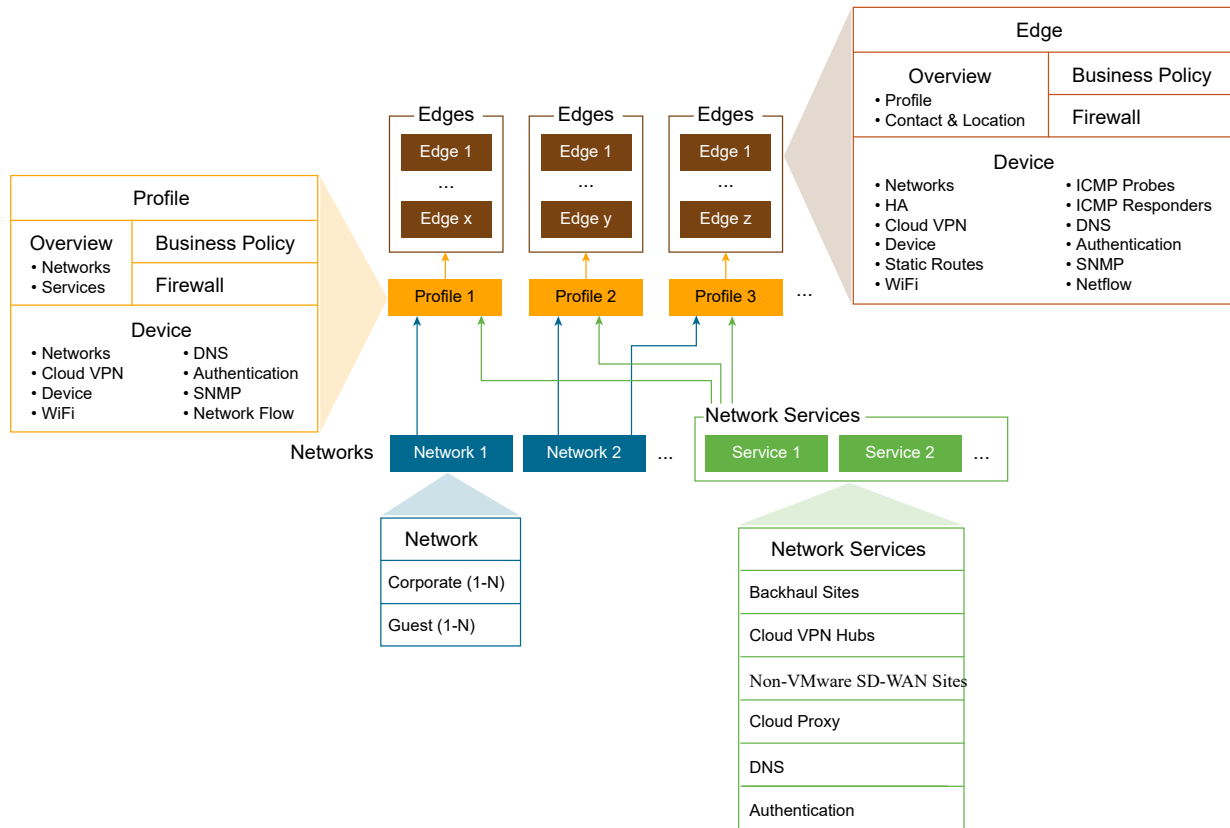 Edge
Overview
• Profile
• Contact & Location
Business Policy
Firewall
Device
• Networks
• HA
• Cloud VPN
• Device
• Static Routes
• WiFi
• ICMP Probes
• ICMP Responders
• DNS
• Authentication
• SNMP
• Netflow
Edges
Edge 1
...
Edge x
Edges
Edge 1
...
Edge y
Edges
Edge 1
...
Edge z
Profile
Overview
• Networks
• Services
Business Policy
Firewall
Device
• Networks
• Cloud VPN
• Device
• WiFi
• DNS
• Authentication
• SNMP
• Network Flow
Profile 1
Profile 2
Profile 3
...
Networks
Network 1
Network 2
...
Network Services
Service 1
Service 2
...
Network
Corporate (1-N)
Guest (1-N)
Network Services
Backhaul Sites
Cloud VPN Hubs
Non-VMware SD-WAN Sites
Cloud Proxy
DNS
Authentication